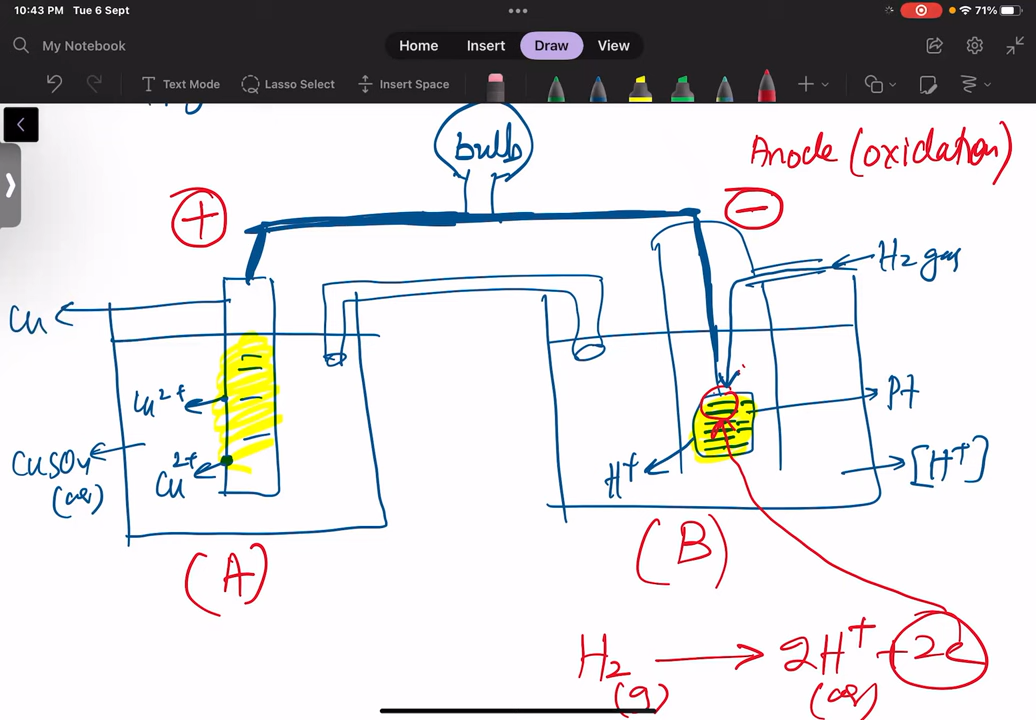 10:43 PM Tue 6 Sept
71%
My Notebook
Home Insert Draw View
Text Mode
Lasso Select
Insert Space
bulb
Anode (oxidation)
+
-
H2 gas
Cu
Cu2+
Pt
CuSO4
(aq)
Cu2+
H+
[H+]
(A)
(B)
H2 → 2H+ + 2e
(g) (aq)